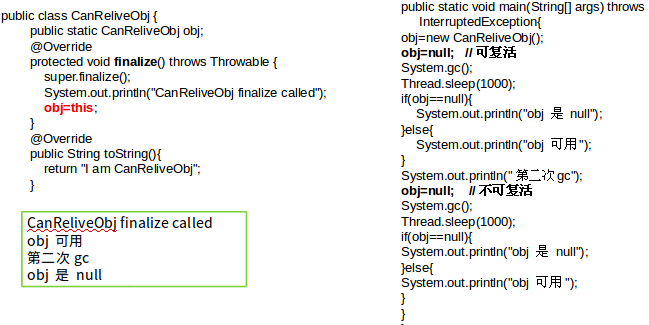 public class CanReliveObj {
public static CanReliveObj obj;
@Override
protected void finalize() throws Throwable {
super.finalize();
System.out.println("CanReliveObj finalize called");
obj=this;
}
@Override
public String toString(){
return "I am CanReliveObj";
}
CanReliveObj finalize called
obj 可用
第二次 gc
obj 是 null
public static void main(String[] args) throws
InterruptedException{
obj=new CanReliveObj();
obj=null; // 可复活
System.gc();
Thread.sleep(1000);
if(obj==null){
System.out.println("obj 是 null");
}else{
System.out.println("obj 可用");
}
System.out.println("第二次gc");
obj=null; // 不可复活
System.gc();
Thread.sleep(1000);
if(obj==null){
System.out.println("obj 是 null");
}else{
System.out.println("obj 可用");
}
}